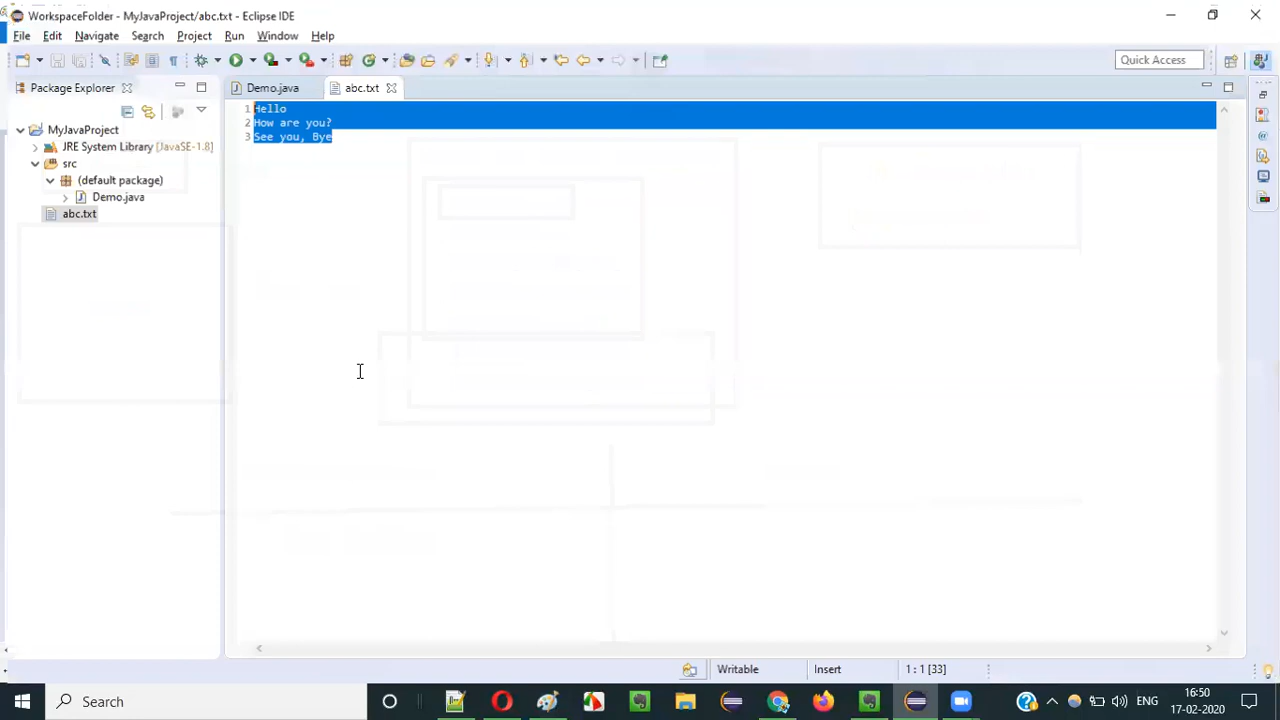 WorkspaceFolder - MyJavaProject/abc.txt - Eclipse IDE
File Edit Navigate Search Project Run Window Help
Quick Access
Package Explorer
Demo.java
abc.txt
MyJavaProject
JRE System Library [JavaSE-1.8]
src
(default package)
Demo.java
abc.txt
1 Hello
2 How are you?
3 See you, Bye
Writable Insert 1 : 1 [33]
Search
ENG
16:50
17-02-2020